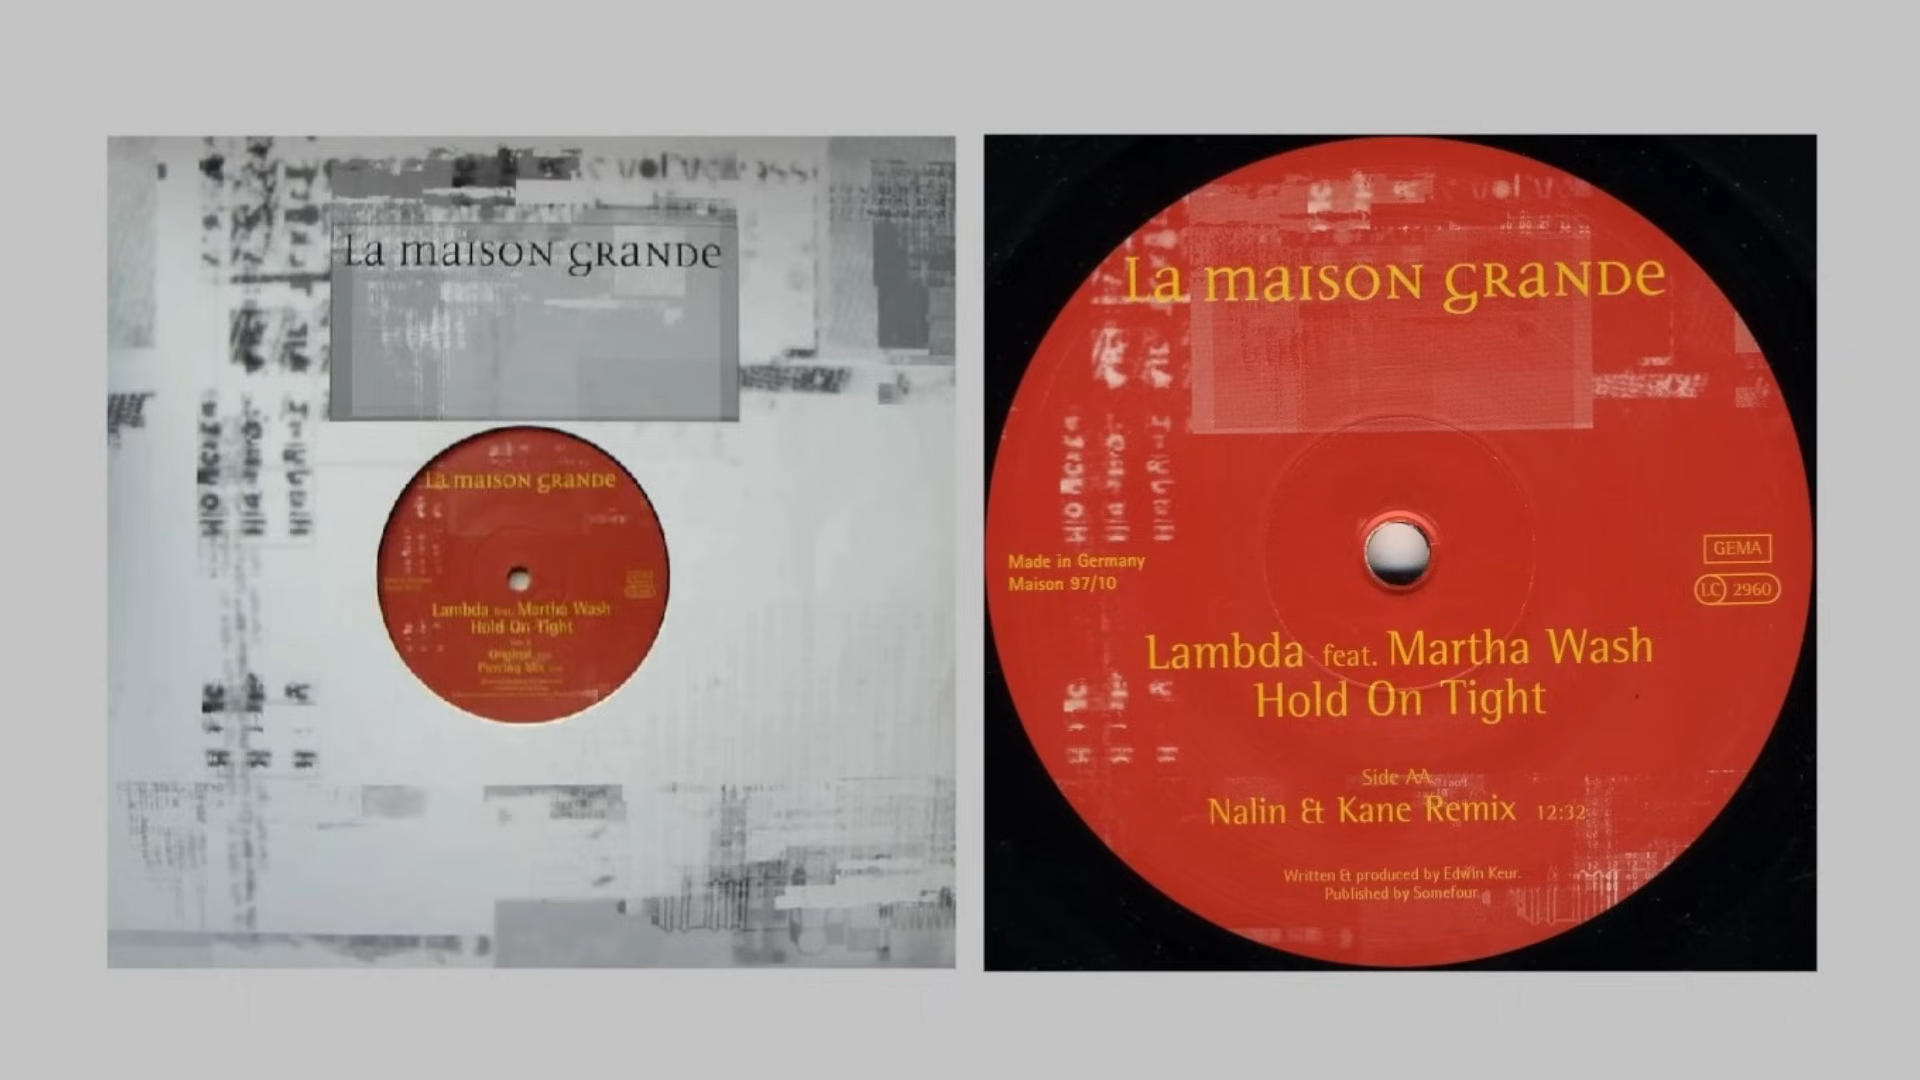 La maison grande
La maison grande
Lambda feat. Martha Wash
Hold On Tight
Original
Piercing Mix
La maison grande
Made in Germany
Maison 97/10
GEMA
LC 2960
Lambda feat. Martha Wash
Hold On Tight
Side AA
Nalin & Kane Remix 12:32
Written & produced by Edwin Keur.
Published by Somefour.